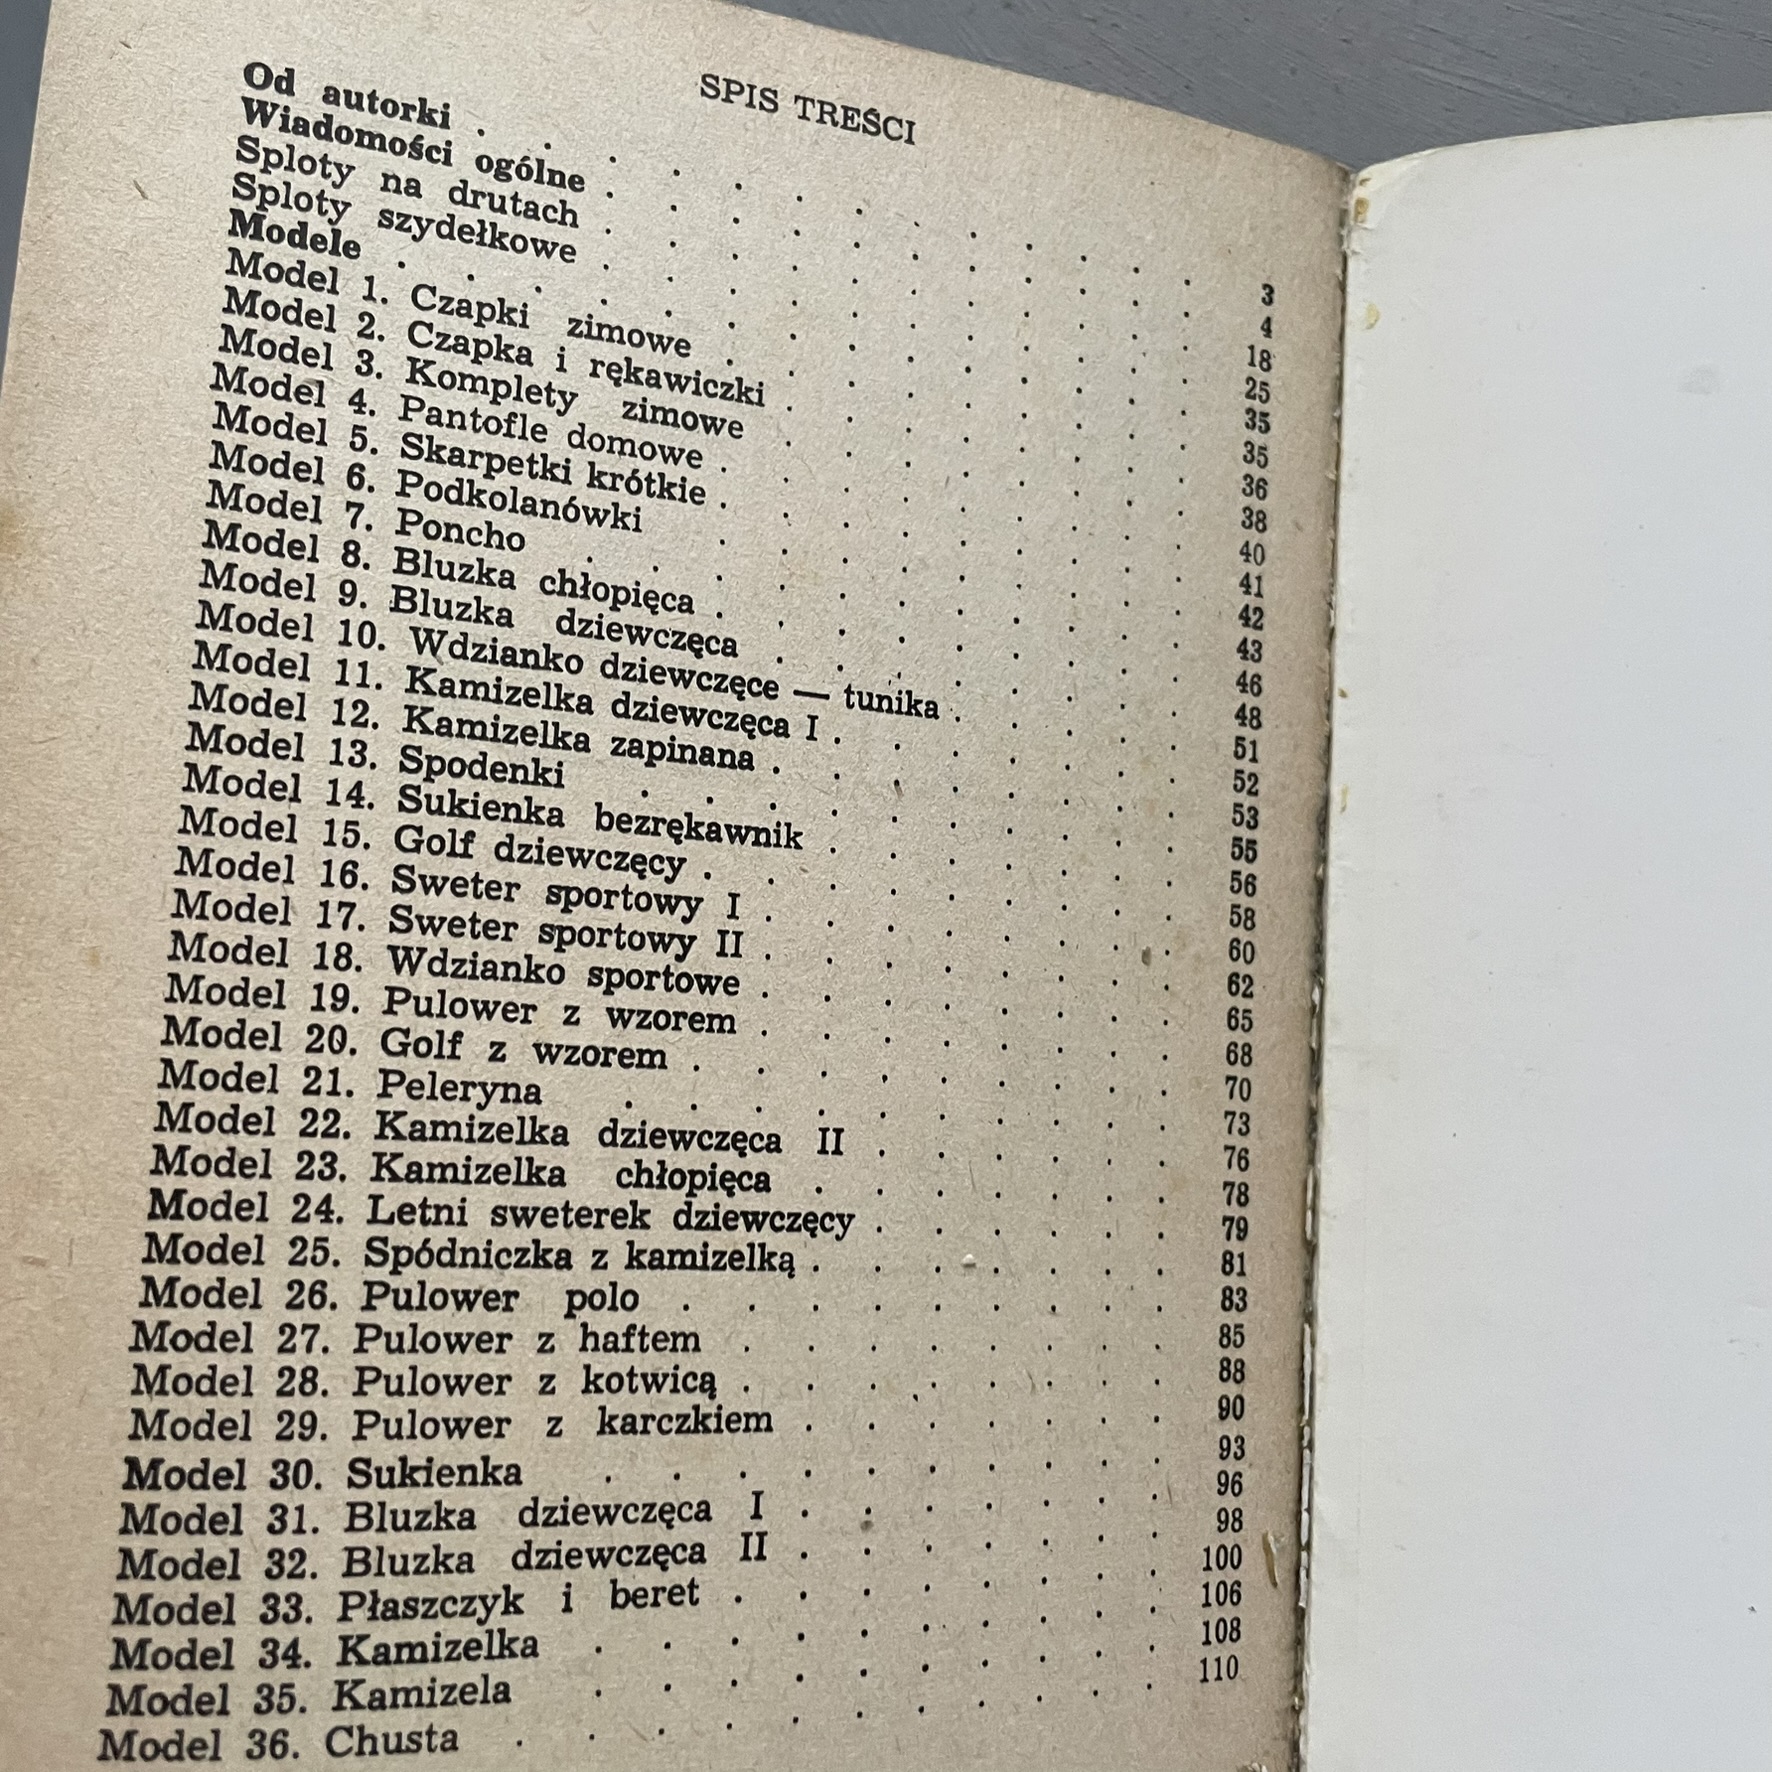 SPIS TREŚCI
Od autorki . . . . . . . . . . . . 3
Wiadomości ogólne . . . . . . . . . . 4
Sploty na drutach . . . . . . . . . . 18
Sploty szydełkowe . . . . . . . . . . 25
Modele . . . . . . . . . . . . . 35
Model 1. Czapki zimowe . . . . . . . . 35
Model 2. Czapka i rękawiczki . . . . . . . 36
Model 3. Komplety zimowe . . . . . . . 38
Model 4. Pantofle domowe . . . . . . . . 40
Model 5. Skarpetki krótkie . . . . . . . . 41
Model 6. Podkolanówki . . . . . . . . 42
Model 7. Poncho . . . . . . . . . . 43
Model 8. Bluzka chłopięca . . . . . . . . 46
Model 9. Bluzka dziewczęca . . . . . . . 48
Model 10. Wdzianko dziewczęce — tunika . . . . 51
Model 11. Kamizelka dziewczęca I . . . . . . 52
Model 12. Kamizelka zapinana . . . . . . . 53
Model 13. Spodenki . . . . . . . . . 55
Model 14. Sukienka bezrękawnik . . . . . . 56
Model 15. Golf dziewczęcy . . . . . . . . 58
Model 16. Sweter sportowy I . . . . . . . 60
Model 17. Sweter sportowy II . . . . . . . 62
Model 18. Wdzianko sportowe . . . . . . . 65
Model 19. Pulower z wzorem . . . . . . . 68
Model 20. Golf z wzorem . . . . . . . . 70
Model 21. Peleryna . . . . . . . . . 73
Model 22. Kamizelka dziewczęca II . . . . . 76
Model 23. Kamizelka chłopięca . . . . . . 78
Model 24. Letni sweterek dziewczęcy . . . . . 79
Model 25. Spódniczka z kamizelką . . . . . . 81
Model 26. Pulower polo . . . . . . . . 83
Model 27. Pulower z haftem . . . . . . . 85
Model 28. Pulower z kotwicą . . . . . . . 88
Model 29. Pulower z karczkiem . . . . . . 90
Model 30. Sukienka . . . . . . . . . 93
Model 31. Bluzka dziewczęca I . . . . . . 96
Model 32. Bluzka dziewczęca II . . . . . . 98
Model 33. Płaszczyk i beret . . . . . . . 100
Model 34. Kamizelka . . . . . . . . . 106
Model 35. Kamizela . . . . . . . . . 108
Model 36. Chusta . . . . . . . . . . 110